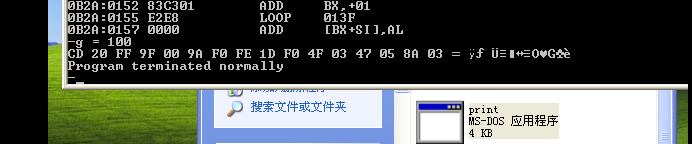 0B2A:0152 83C301 ADD BX,+01
0B2A:0155 E2E8 LOOP 013F
0B2A:0157 0000 ADD [BX+SI],AL
-g = 100
CD 20 FF 9F 00 9A F0 FE 1D F0 4F 03 47 05 8A 03 =
Program terminated normally
-
搜索文件或文件夹
print
MS-DOS 应用程序
4 KB